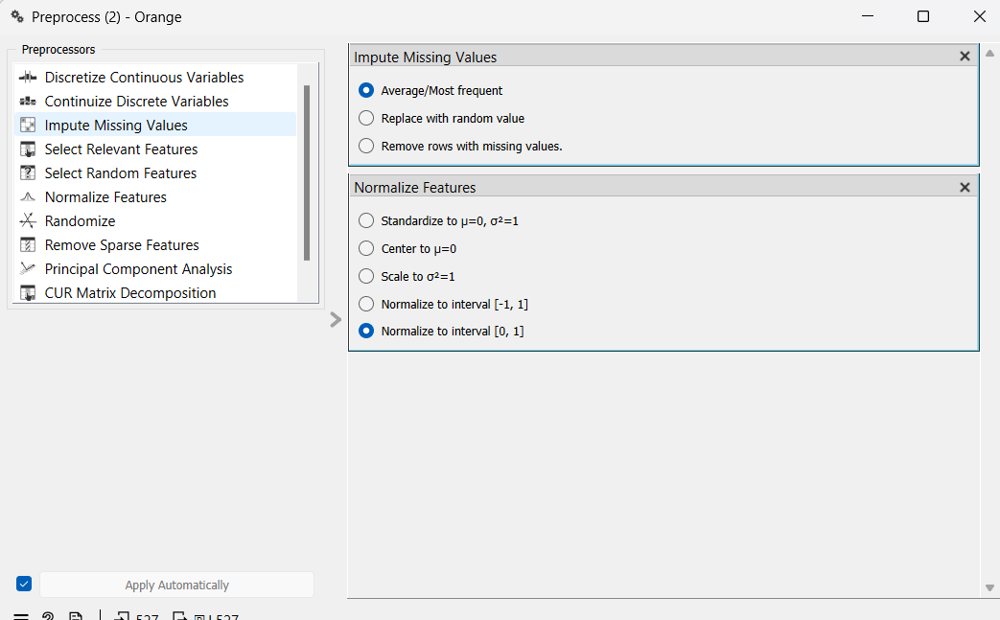 Preprocess (2) - Orange
Preprocessors
Discretize Continuous Variables
Continuize Discrete Variables
Impute Missing Values
Select Relevant Features
Select Random Features
Normalize Features
Randomize
Remove Sparse Features
Principal Component Analysis
CUR Matrix Decomposition
Impute Missing Values
Average/Most frequent
Replace with random value
Remove rows with missing values.
Normalize Features
Standardize to μ=0, σ²=1
Center to μ=0
Scale to σ²=1
Normalize to interval [-1, 1]
Normalize to interval [0, 1]
Apply Automatically
527
527